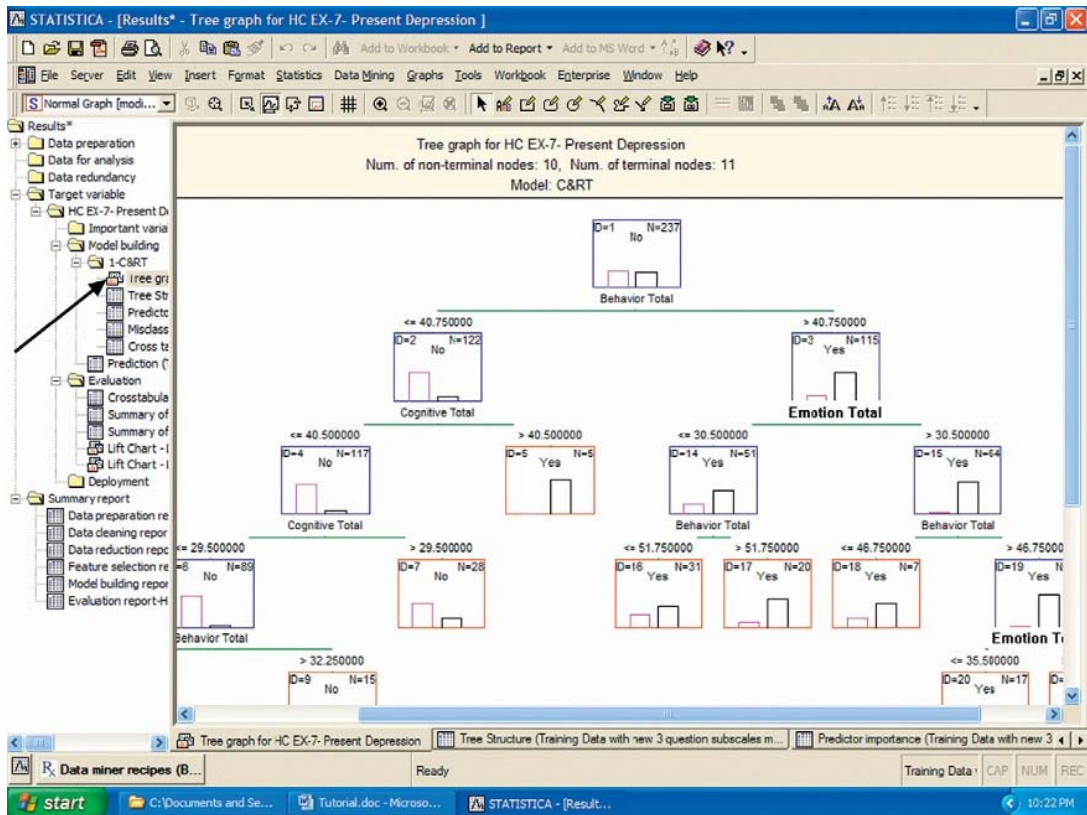 STATISTICA - [Results* - Tree graph for HC EX-7- Present Depression ]
Add to Workbook Add to Report Add to MS Word
File Server Edit View Insert Format Statistics Data Mining Graphs Tools Workbook Enterprise Window Help
Normal Graph [modi...
Results*
Data preparation
Data for analysis
Data redundancy
Target variable
HC EX-7- Present D
Important varia
Model building
1-C&RT
Tree gra
Tree Str
Predicto
Misclass
Cross ta
Prediction (
Evaluation
Crosstabula
Summary of
Summary of
Lift Chart - I
Lift Chart - I
Deployment
Summary report
Data preparation re
Data cleaning repor
Data reduction repc
Feature selection re
Model building repor
Evaluation report-H
Tree graph for HC EX-7- Present Depression
Num. of non-terminal nodes: 10, Num. of terminal nodes: 11
Model: C&RT
ID=1 N=237
No
Behavior Total
<= 40.750000 > 40.750000
ID=2 N=122 ID=3 N=115
No Yes
Cognitive Total Emotion Total
<= 40.500000 > 40.500000 <= 30.500000 > 30.500000
ID=4 N=117 ID=5 N=5 ID=14 N=51 ID=15 N=64
No Yes Yes Yes
Cognitive Total Behavior Total Behavior Total
<= 29.500000 > 29.500000 <= 51.750000 > 51.750000 <= 46.750000 > 46.75000
=6 N=89 ID=7 N=28 ID=16 N=31 ID=17 N=20 ID=18 N=7 ID=19 N
No No Yes Yes Yes Yes
Behavior Total Emotion T
> 32.250000 <= 35.500000
ID=9 N=15 ID=20 N=17 ID=
No Yes
Tree graph for HC EX-7- Present Depression Tree Structure (Training Data with new 3 question subscales m... Predictor importance (Training Data with new 3
Data miner recipes (B... Ready Training Data CAP NUM REC
start C:\Documents and Se... Tutorial.doc - Microso... STATISTICA - [Result... 10:22 PM